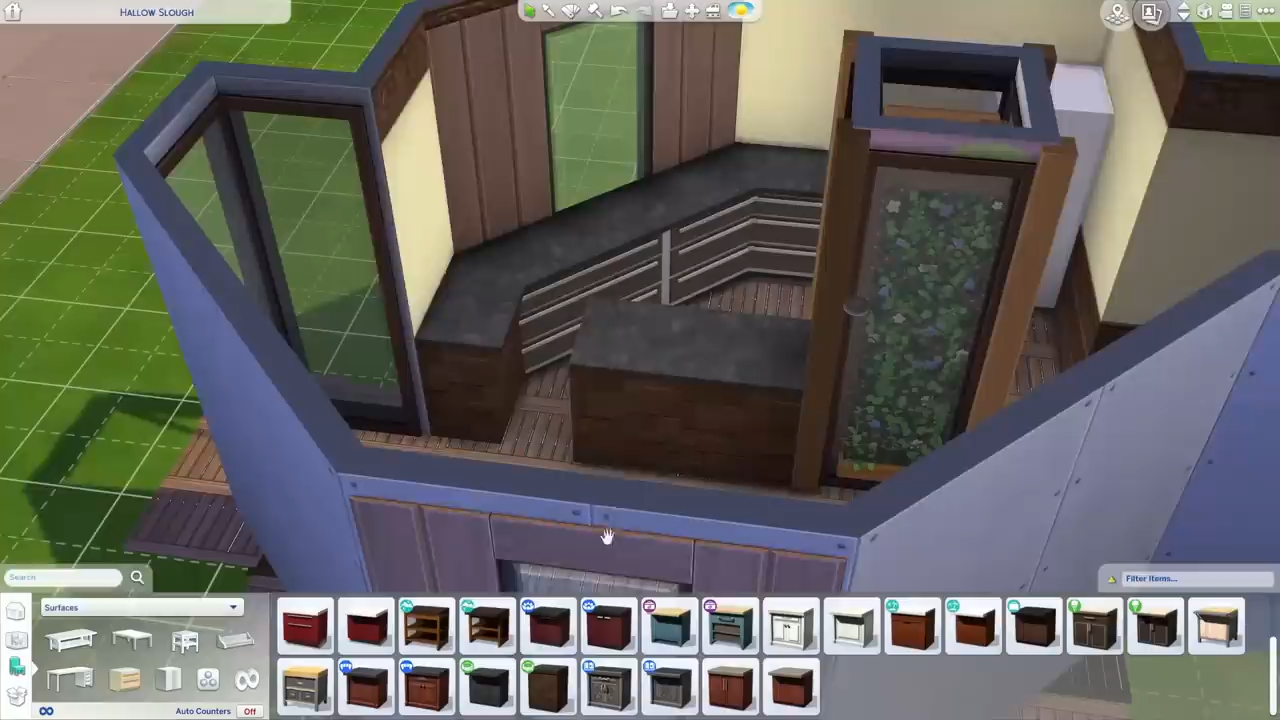 HALLOW SLOUGH
Search
Filter Items...
Surfaces
Auto Counters
Off